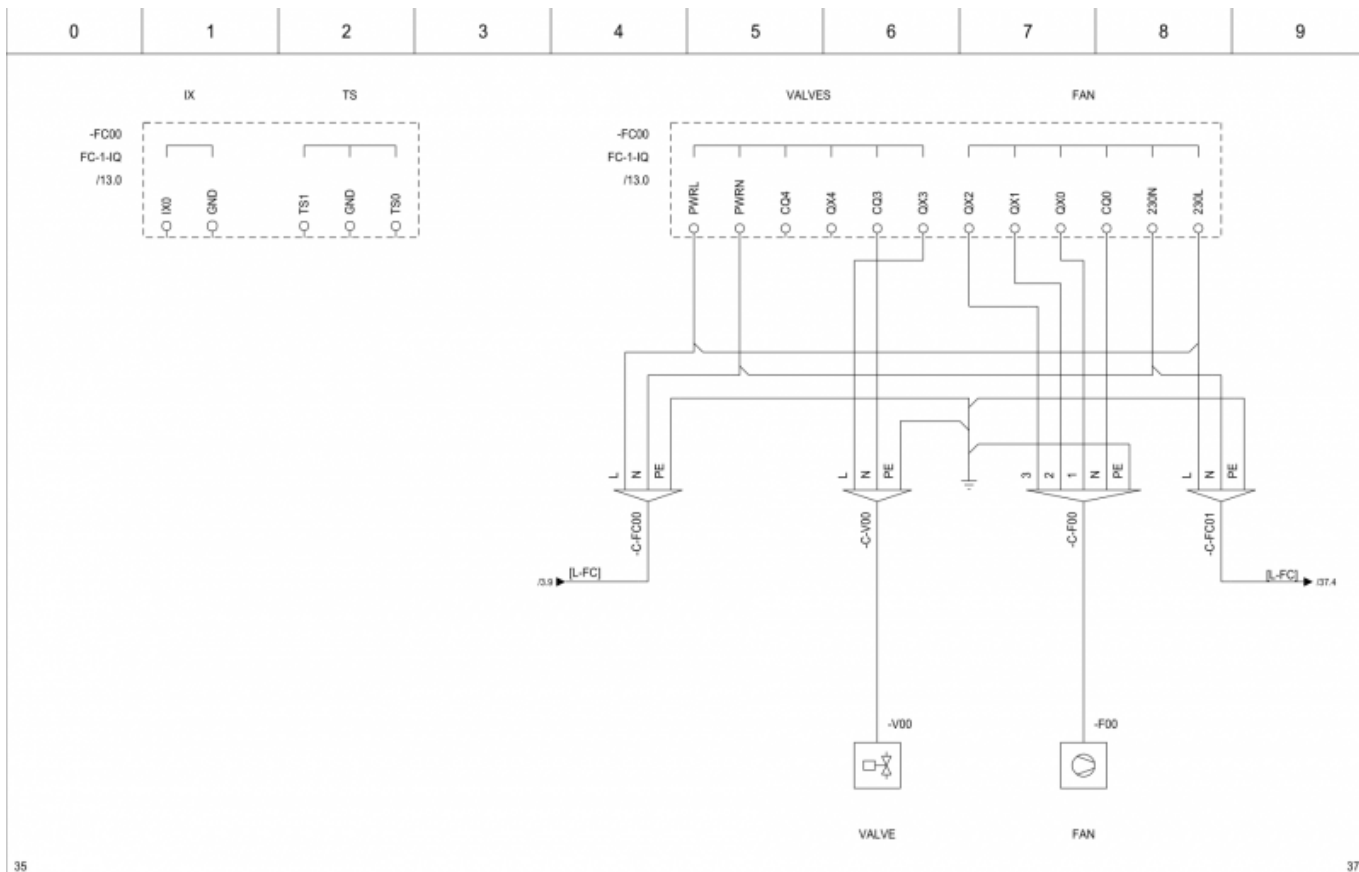 0 1 2 3 4 5 6 7 8 9
IX TS VALVES FAN
-FC00
FC-1-IQ
/13.0
IX0
GND
TS1
GND
TS0
-FC00
FC-1-IQ
/13.0
PWRL
PWRN
CQ4
QX4
CQ3
QX3
QX2
QX1
QX0
CQ0
230N
230L
L
N
PE
L
N
PE
3
2
1
N
PE
L
N
PE
-C-FC00
-C-V00
-C-F00
-C-FC01
/3.9 [L-FC]
[L-FC] /37.4
-V00
-F00
VALVE FAN
35 37